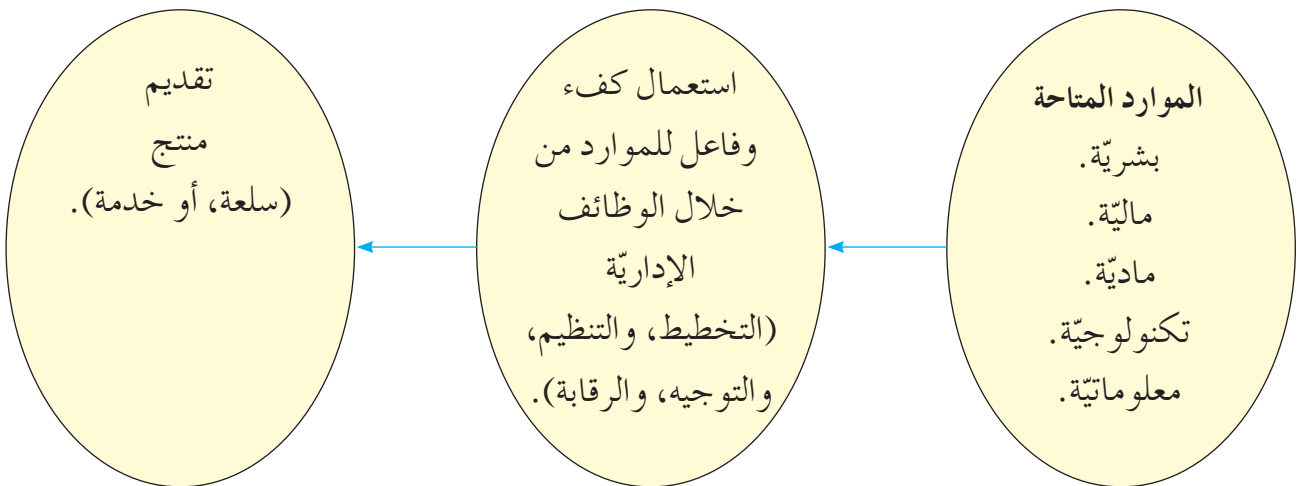 الموارد المتاحة
بشريّة.
ماليّة.
ماديّة.
تكنولوجيّة.
معلوماتيّة.
استعمال كفء
وفاعل للموارد من
خلال الوظائف
الإداريّة
(التخطيط، والتنظيم،
والتوجيه، والرقابة).
تقديم
منتج
(سلعة، أو خدمة).